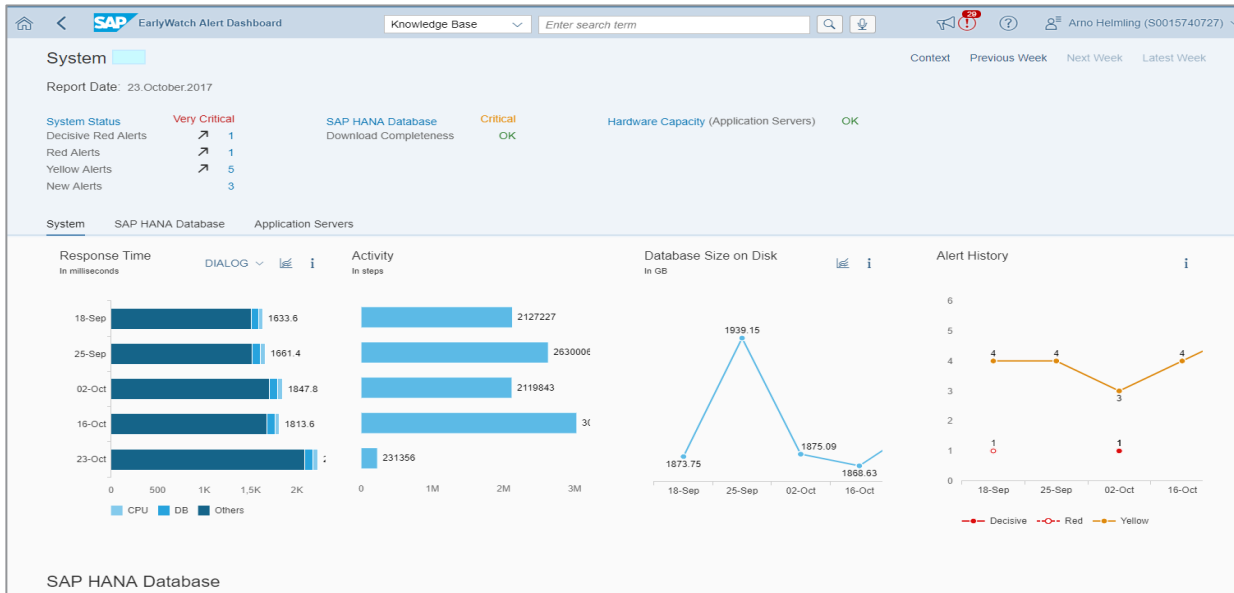 SAP EarlyWatch Alert Dashboard
Knowledge Base
Enter search term
29
?
Arno Helmling (S0015740727)
System
Context Previous Week Next Week Latest Week
Report Date: 23.October.2017
System Status Very Critical
Decisive Red Alerts 1
Red Alerts 1
Yellow Alerts 5
New Alerts 3
SAP HANA Database Critical
Download Completeness OK
Hardware Capacity (Application Servers) OK
System SAP HANA Database Application Servers
Response Time
In milliseconds
DIALOG
i
18-Sep 1633.6
25-Sep 1661.4
02-Oct 1847.8
16-Oct 1813.6
23-Oct
0 500 1K 1,5K 2K
CPU DB Others
Activity
In steps
2127227
2630006
2119843
231356
0 1M 2M 3M
Database Size on Disk
In GB
i
1939.15
1873.75
1875.09
1868.63
18-Sep 25-Sep 02-Oct 16-Oct
Alert History
i
6
5
4
3
2
1
0
4 4 3 4
1 1
18-Sep 25-Sep 02-Oct 16-Oct
Decisive Red Yellow
SAP HANA Database